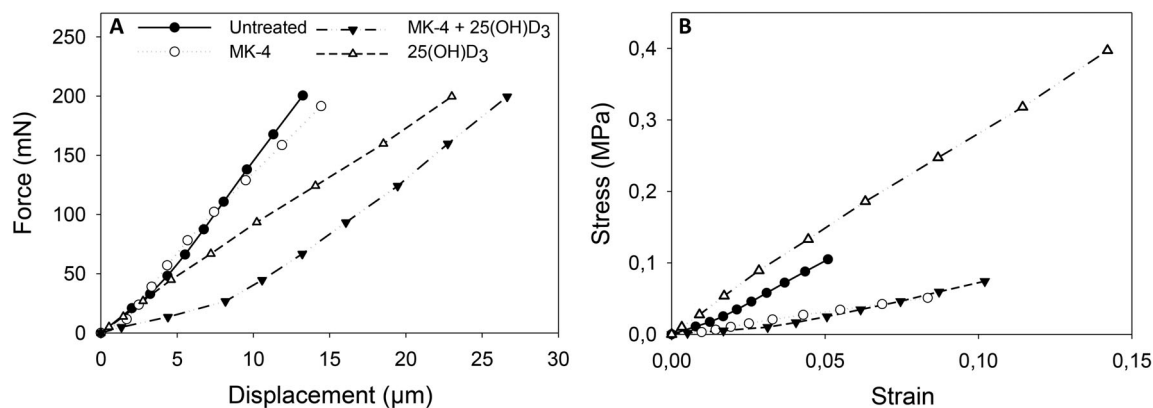 A
Untreated
MK-4 + 25(OH)D3
MK-4
25(OH)D3
250
200
150
100
50
0
Force (mN)
0 5 10 15 20 25 30
Displacement (µm)
B
0,4
0,3
0,2
0,1
0,0
Stress (MPa)
0,00 0,05 0,10 0,15
Strain